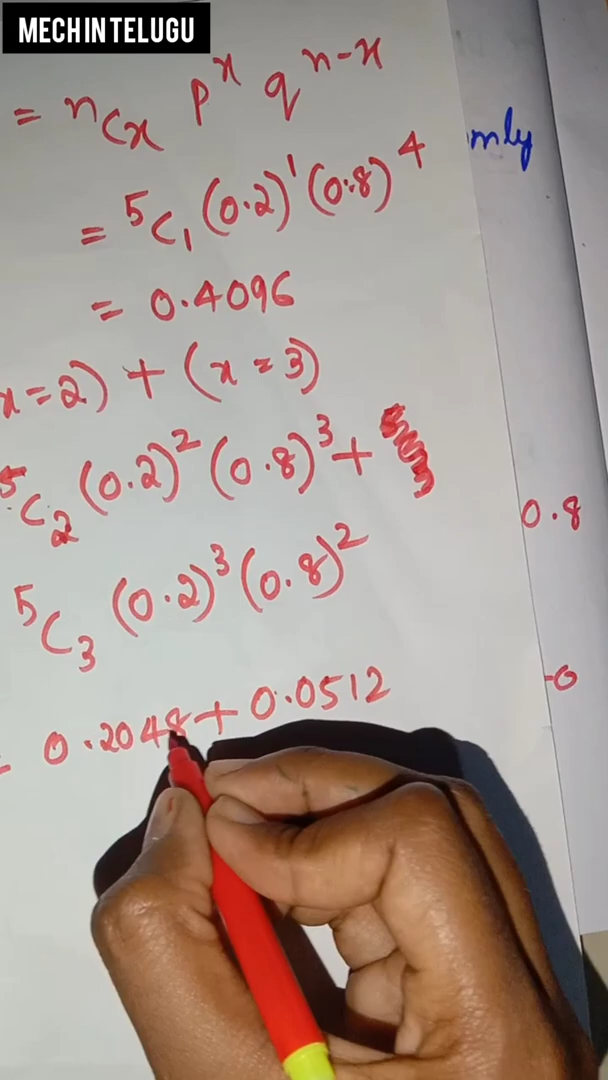 MECH IN TELUGU
= nCx p^x q^n-x
mly
= 5C1 (0.2)^1 (0.8)^4
= 0.4096
x=2) + (x=3)
5C2 (0.2)^2 (0.8)^3 +
0.8
5C3 (0.2)^3 (0.8)^2
-0
= 0.2048 + 0.0512